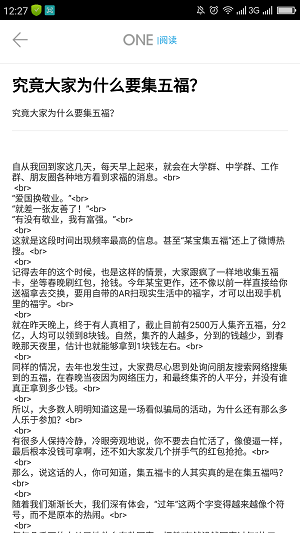 12:27
3G
ONE |阅读
究竟大家为什么要集五福？
究竟大家为什么要集五福？
自从我回到家这几天，每天早上起来，就会在大学群、中学群、工作
群、朋友圈各种地方看到求福的消息。<br>
<br>
“爱国换敬业。”<br>
“就差一张友善了！”<br>
“有没有敬业，我有富强。”<br>
<br>
这就是这段时间出现频率最高的信息。甚至“某宝集五福”还上了微博热
搜。<br>
<br>
记得去年的这个时候，也是这样的情景，大家跟疯了一样地收集五福
卡，坐等春晚刷红包，抢钱。今年某宝更作，还不像以前一样直接给你
送福拿去交换，要用自带的AR扫现实生活中的福字，才可以出现手机
里的福字。<br>
<br>
就在昨天晚上，终于有人真相了，截止目前有2500万人集齐五福，分2
亿，人均可以领到8块钱。自然，集齐的人越多，分到的钱越少，到春
晚那天夜里，估计也就能够拿到1块钱左右。<br>
<br>
同样的情况，去年也发生过，大家费尽心思到处询问朋友搜索网络搜集
到的五福，在春晚当夜因为网络压力，和最终集齐的人平分，并没有谁
真正拿到多少钱。<br>
<br>
所以，大多数人明明知道这是一场看似骗局的活动，为什么还有那么多
人乐于参加？<br>
<br>
有很多人保持冷静，冷眼旁观地说，你不要去白忙活了，像傻逼一样，
最后根本没钱可拿啊，还不如大家发几个拼手气的红包抢抢。<br>
<br>
那么，说这话的人，你可知道，集五福卡的人其实真的是在集五福吗？
<br>
<br>
随着我们渐渐长大，我们深有体会，“过年”这两个字变得越来越像个符
号，而不是原本的热闹。<br>
<br>